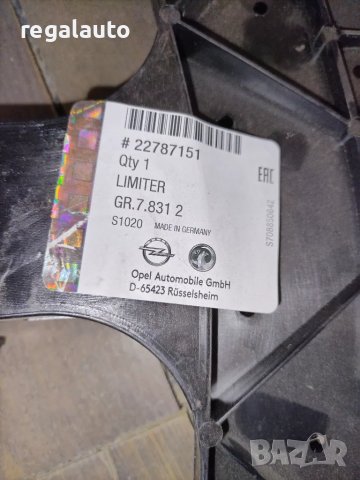 regalauto
# 22787151
Qty 1
LIMITER
GR.7.831 2
S1020 MADE IN GERMANY
EAC
S708850642
Opel Automobile GmbH
D-65423 Rüsselsheim
BAZAR